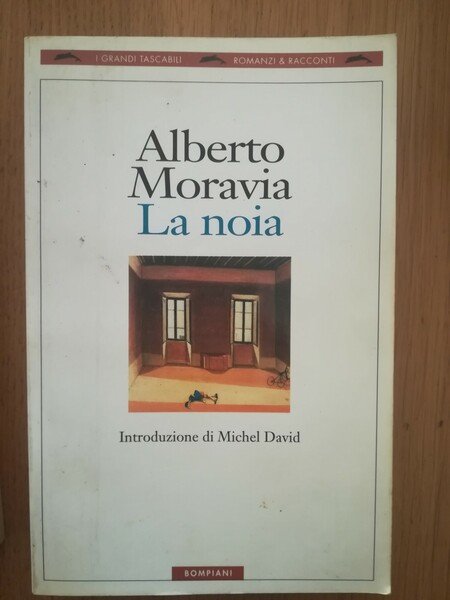 I GRANDI TASCABILI ROMANZI & RACCONTI
Alberto
Moravia
La noia
Introduzione di Michel David
BOMPIANI